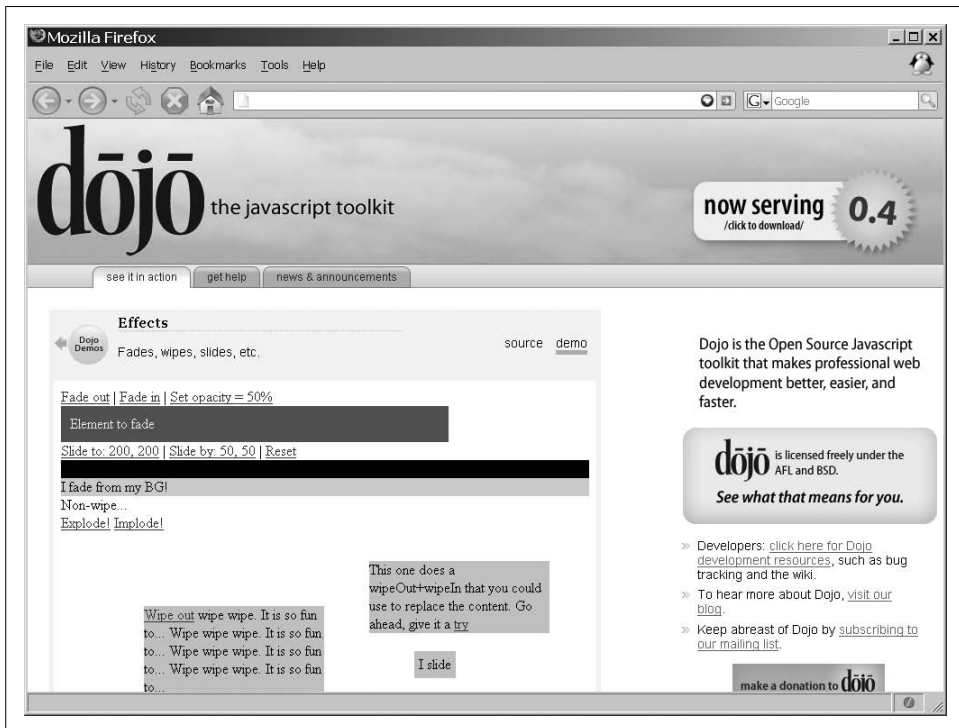 Mozilla Firefox
File Edit View History Bookmarks Tools Help
G Google
dōjō the javascript toolkit
now serving
/click to download/
0.4
see it in action get help news & announcements
Dojo Demos
Effects
Fades, wipes, slides, etc.
source demo
Fade out | Fade in | Set opacity = 50%
Element to fade
Slide to: 200, 200 | Slide by: 50, 50 | Reset
I fade from my BG!
Non-wipe...
Explode! Implode!
This one does a
wipeOut+wipeIn that you could
use to replace the content. Go
ahead, give it a try
Wipe out wipe wipe. It is so fun
to... Wipe wipe wipe. It is so fun
to... Wipe wipe wipe. It is so fun
to... Wipe wipe wipe. It is so fun
to...
I slide
Dojo is the Open Source Javascript
toolkit that makes professional web
development better, easier, and
faster.
dōjō is licensed freely under the
AFL and BSD.
See what that means for you.
» Developers: click here for Dojo
development resources, such as bug
tracking and the wiki.
» To hear more about Dojo, visit our
blog.
» Keep abreast of Dojo by subscribing to
our mailing list.
make a donation to dōjō